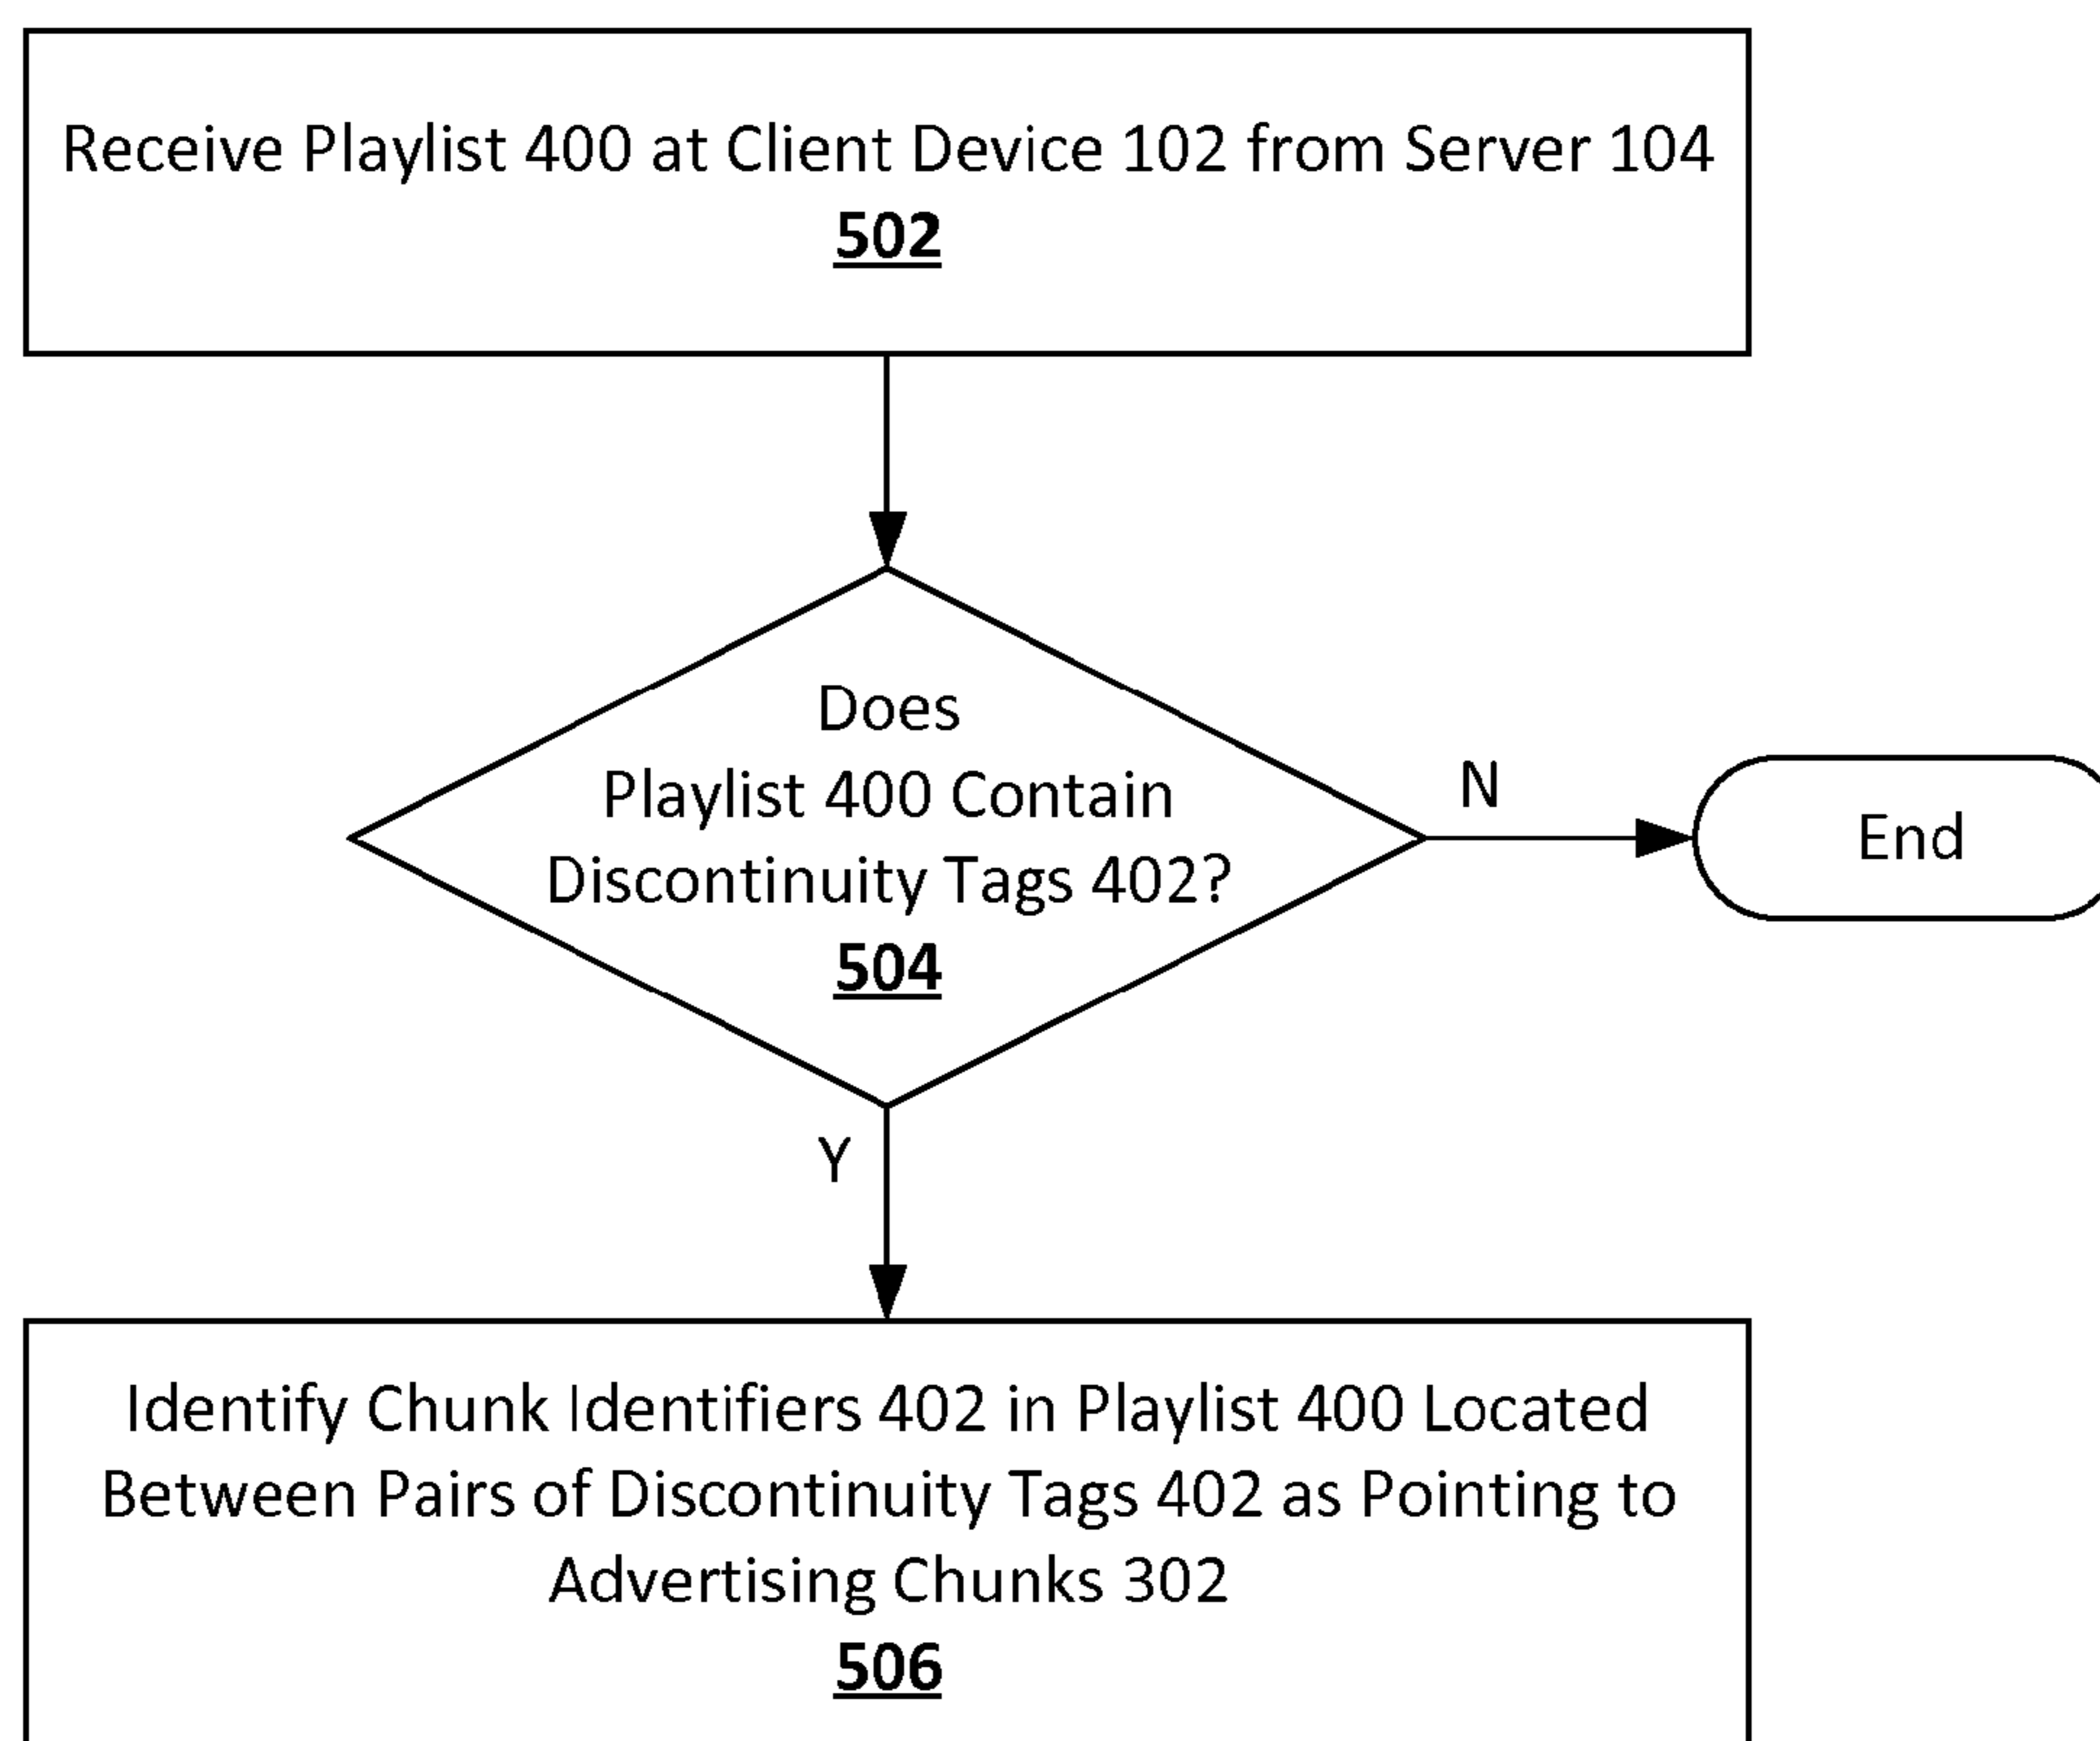 Receive Playlist 400 at Client Device 102 from Server 104
502
Does
Playlist 400 Contain
Discontinuity Tags 402?
504
N
End
Y
Identify Chunk Identifiers 402 in Playlist 400 Located
Between Pairs of Discontinuity Tags 402 as Pointing to
Advertising Chunks 302
506